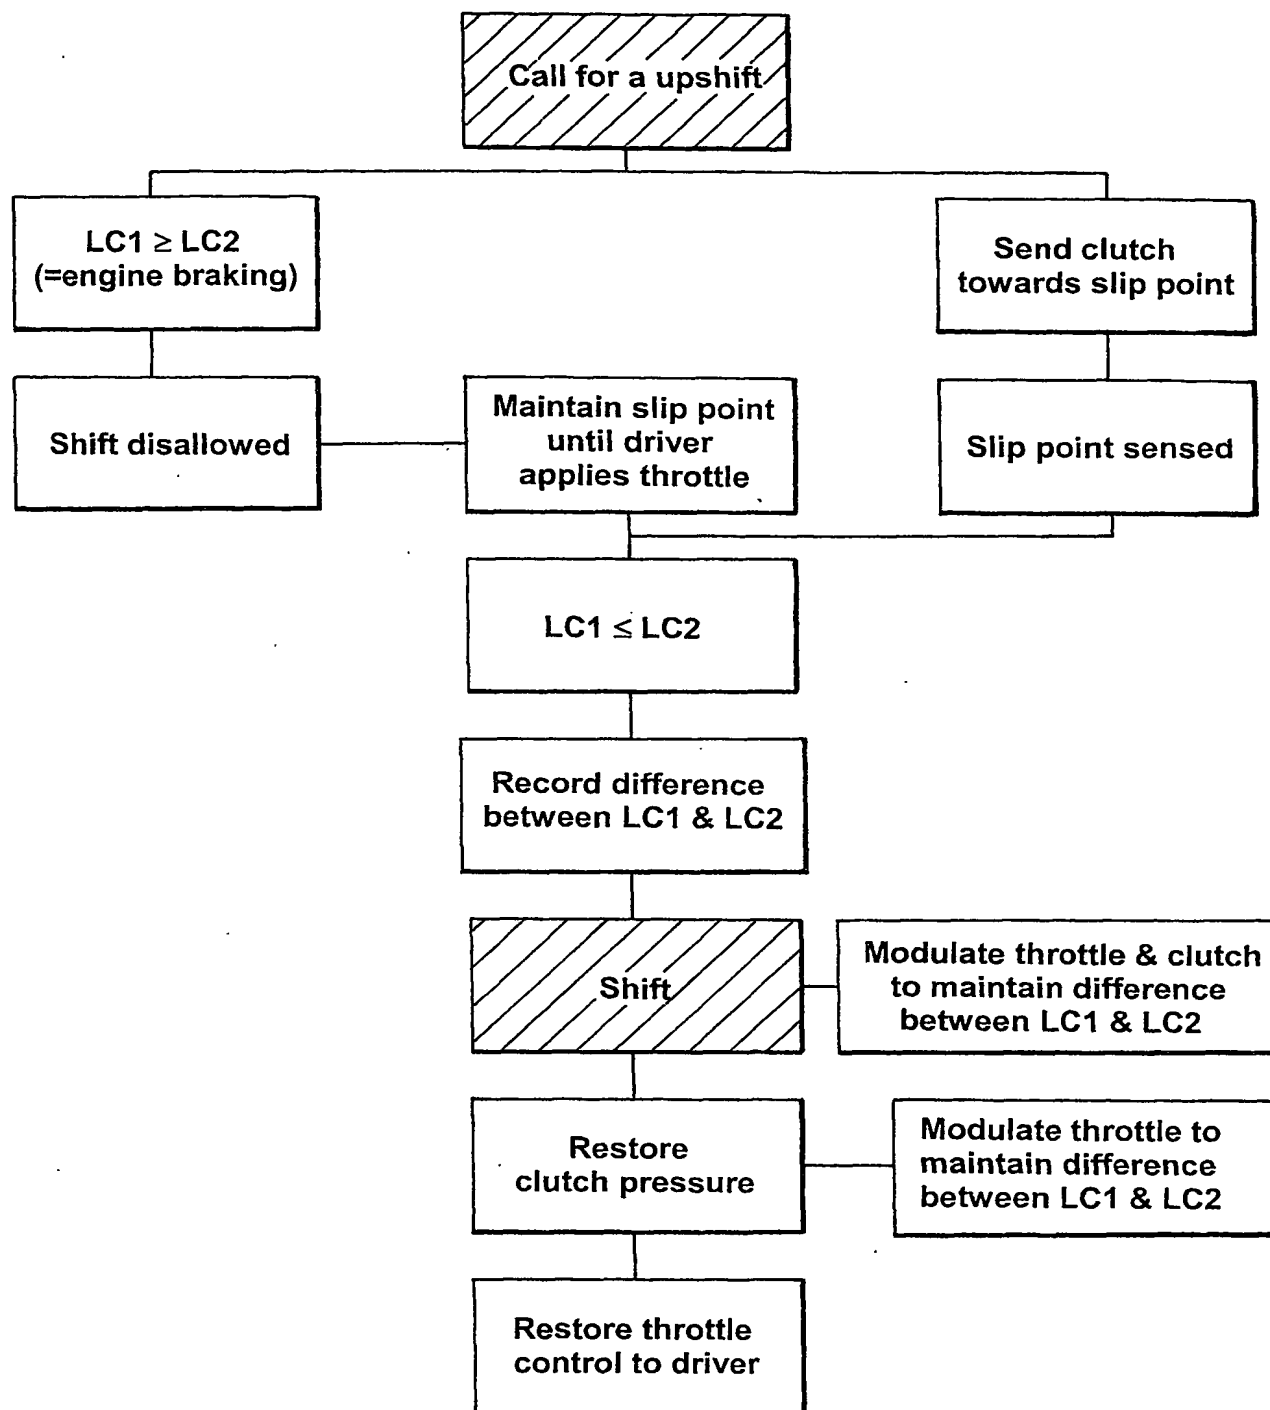 Call for a upshift
LC1 ≥ LC2
(=engine braking)
Send clutch
towards slip point
Shift disallowed
Maintain slip point
until driver
applies throttle
Slip point sensed
LC1 ≤ LC2
Record difference
between LC1 & LC2
Shift
Modulate throttle & clutch
to maintain difference
between LC1 & LC2
Restore
clutch pressure
Modulate throttle to
maintain difference
between LC1 & LC2
Restore throttle
control to driver